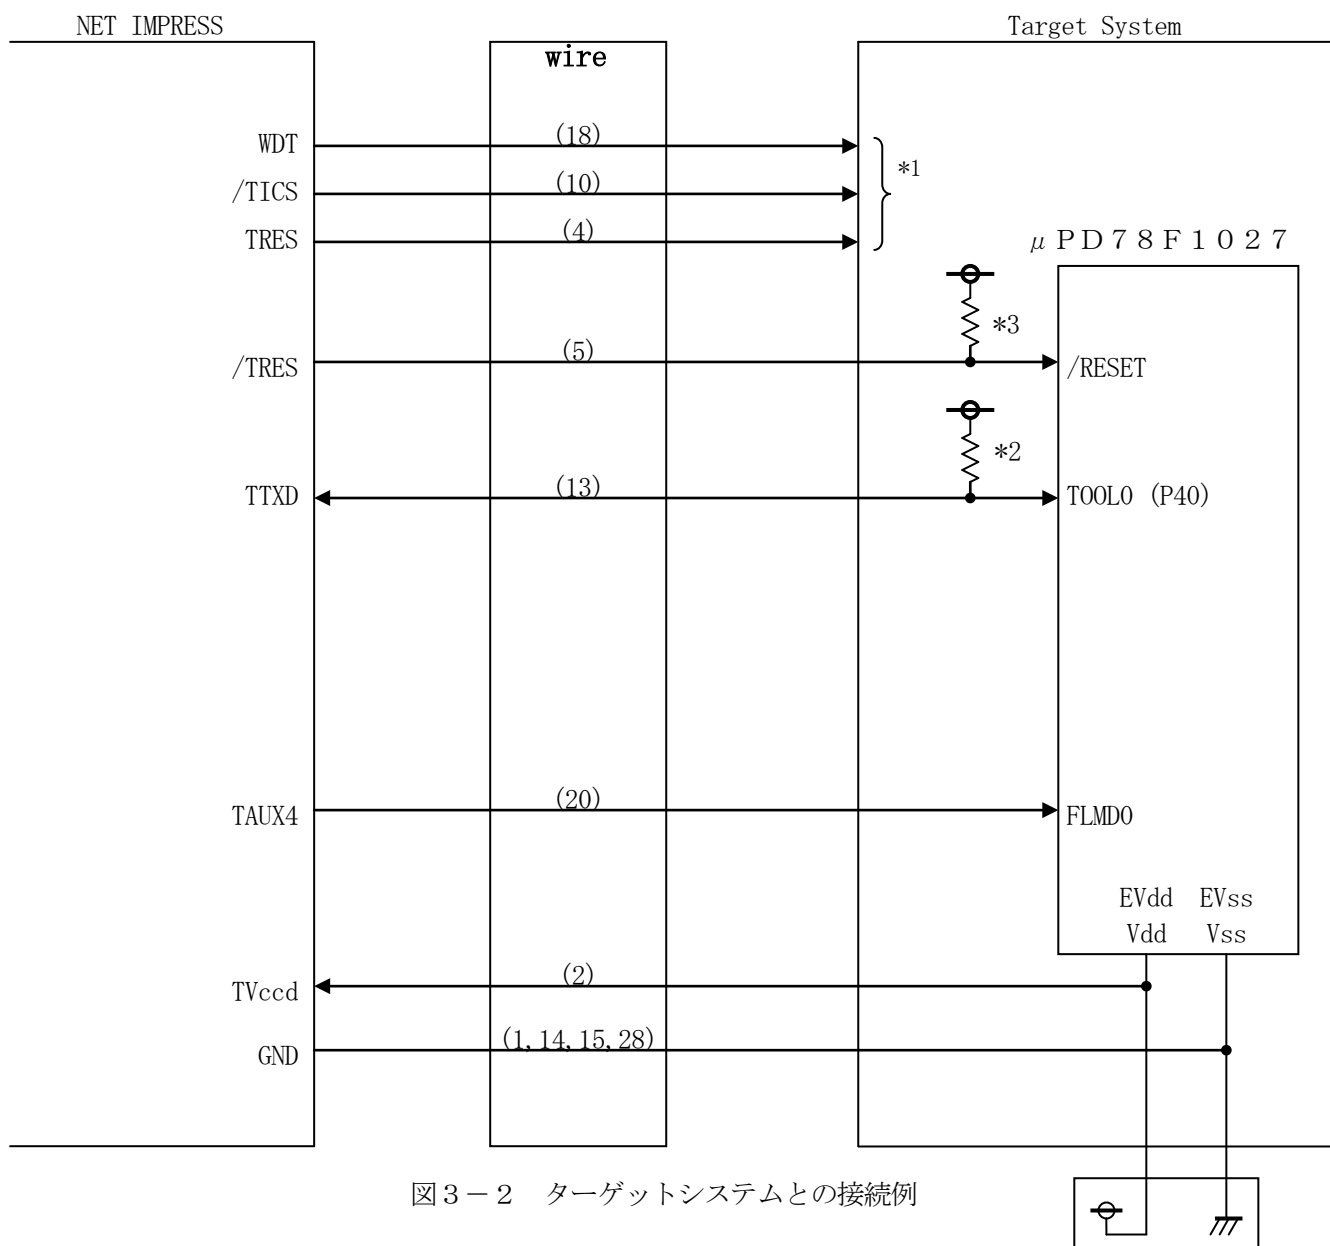 NET IMPRESS
wire
Target System
WDT
(18)
/TICS
(10)
*1
TRES
(4)
μPD78F1027
*3
/TRES
(5)
/RESET
*2
TTXD
(13)
TOOL0 (P40)
TAUX4
(20)
FLMD0
EVdd EVss
Vdd Vss
TVccd
(2)
GND
(1,14,15,28)
図3－2 ターゲットシステムとの接続例